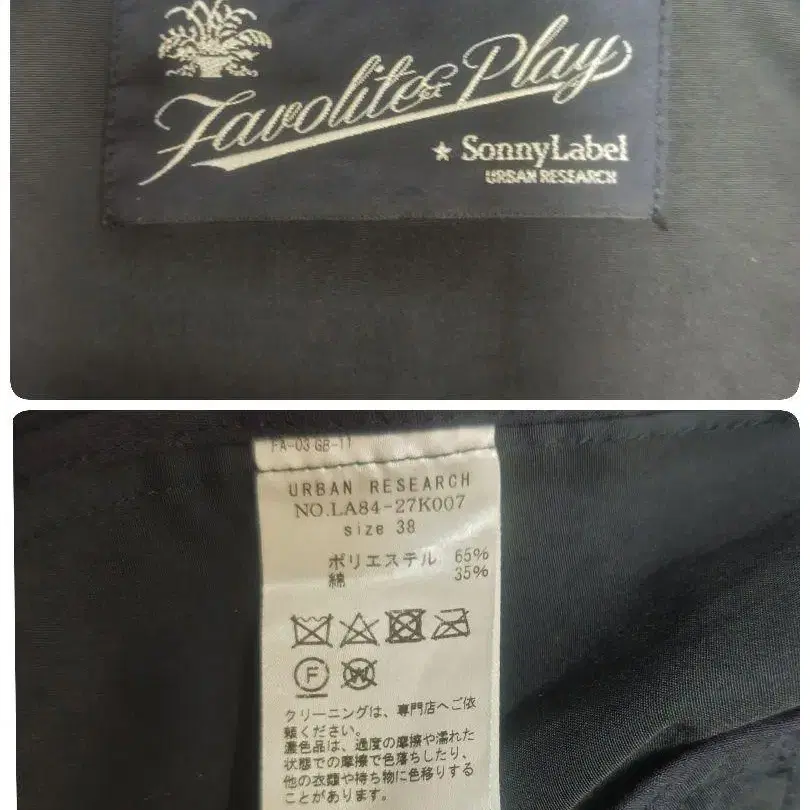 Favolite & Play
★ SonnyLabel
URBAN RESEARCH
FA-03 GB-11
URBAN RESEARCH
NO.LA84-27K007
size 38
ポリエステル 65%
綿 35%
F
W
クリーニングは、専門店へご依
頼ください。
濃色品は、過度の摩擦や濡れた
状態での摩擦で色落ちしたり、
他の衣類や持ち物に色移りする
ことがあります。